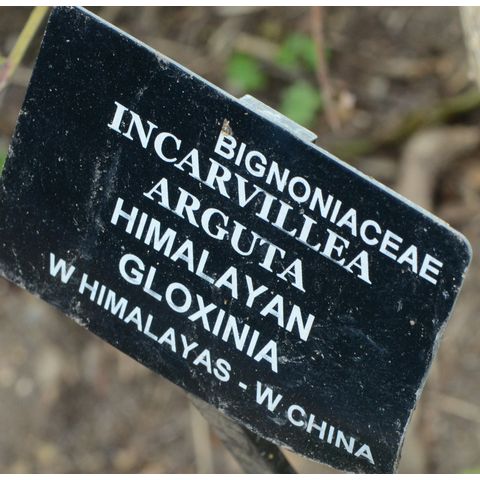 BIGNONIACEAE
INCARVILLEA
ARGUTA
HIMALAYAN
GLOXINIA
W HIMALAYAS - W CHINA